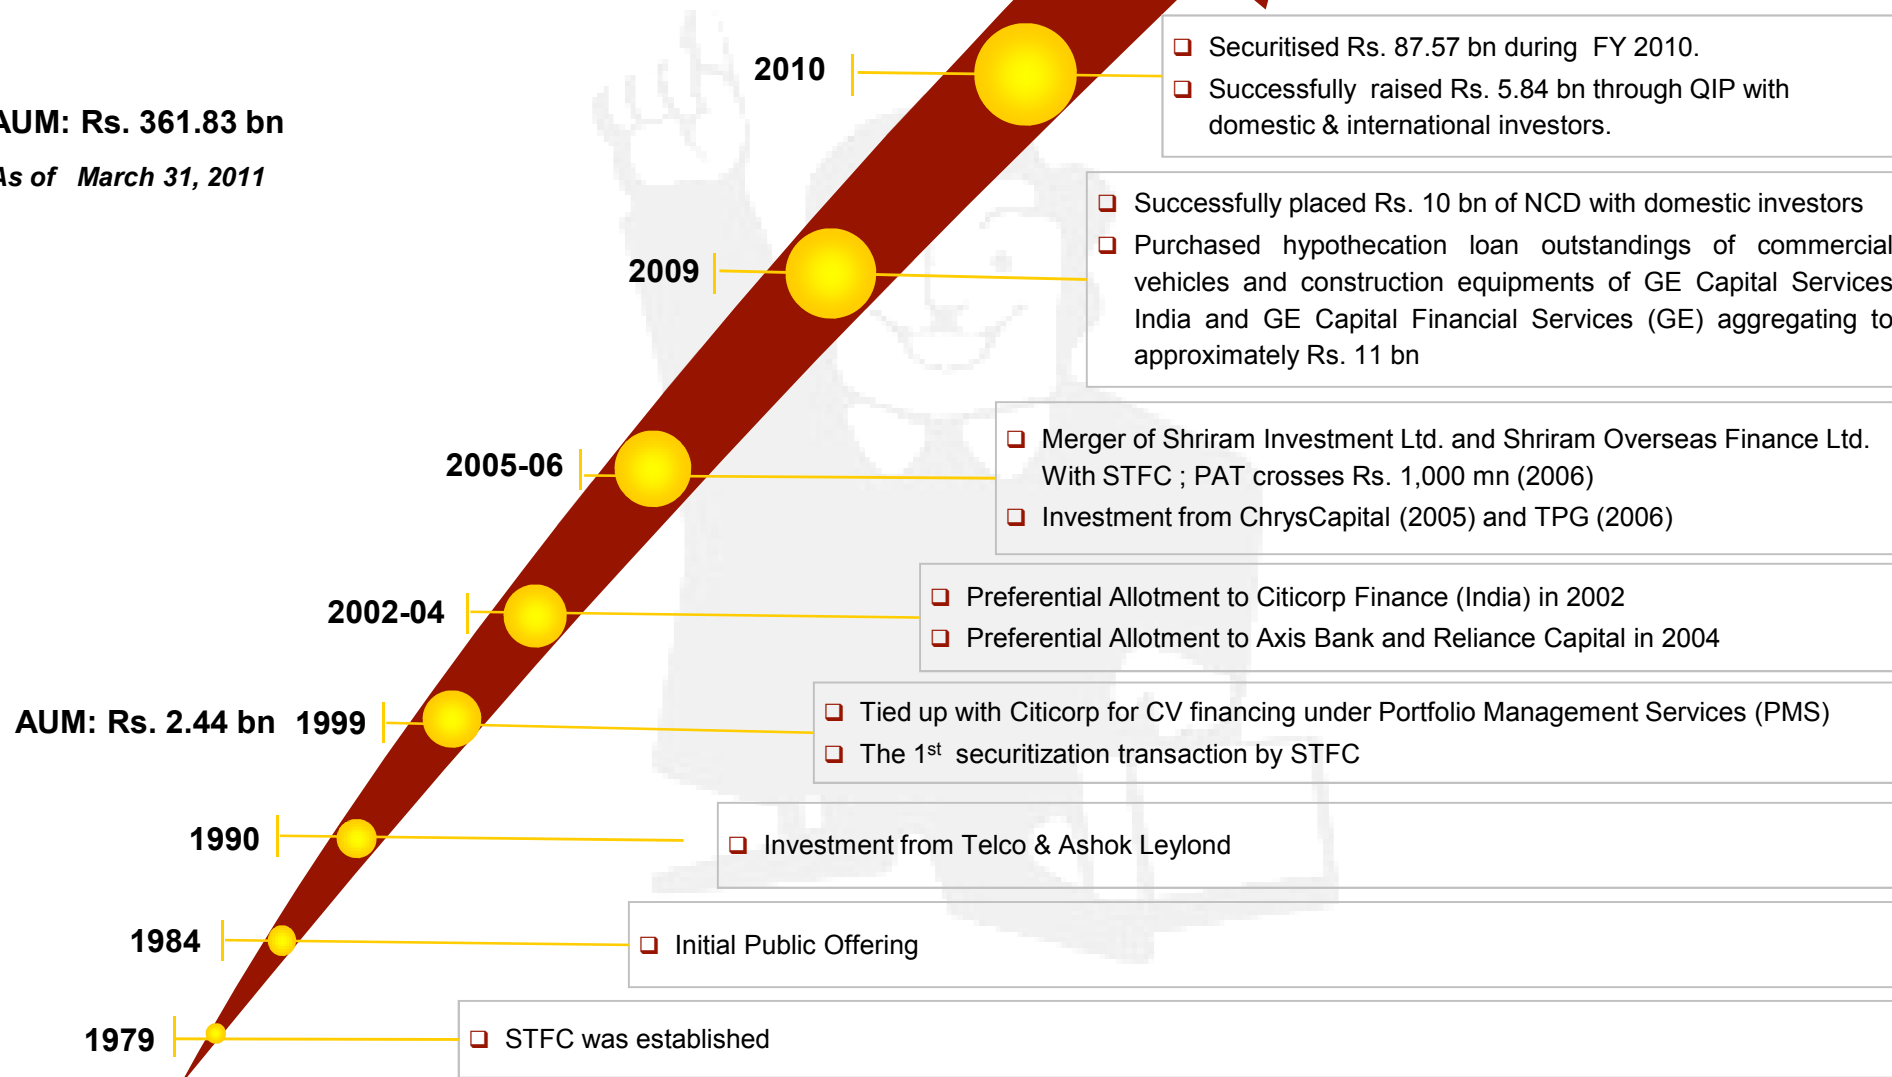 2010
Securitised Rs. 87.57 bn during FY 2010.
Successfully raised Rs. 5.84 bn through QIP with
domestic & international investors.
AUM: Rs. 361.83 bn
As of March 31, 2011
2009
Successfully placed Rs. 10 bn of NCD with domestic investors
Purchased hypothecation loan outstandings of commercial
vehicles and construction equipments of GE Capital Services
India and GE Capital Financial Services (GE) aggregating to
approximately Rs. 11 bn
2005-06
Merger of Shriram Investment Ltd. and Shriram Overseas Finance Ltd.
With STFC ; PAT crosses Rs. 1,000 mn (2006)
Investment from ChrysCapital (2005) and TPG (2006)
2002-04
Preferential Allotment to Citicorp Finance (India) in 2002
Preferential Allotment to Axis Bank and Reliance Capital in 2004
AUM: Rs. 2.44 bn 1999
Tied up with Citicorp for CV financing under Portfolio Management Services (PMS)
The 1st securitization transaction by STFC
1990
Investment from Telco & Ashok Leylond
1984
Initial Public Offering
1979
STFC was established